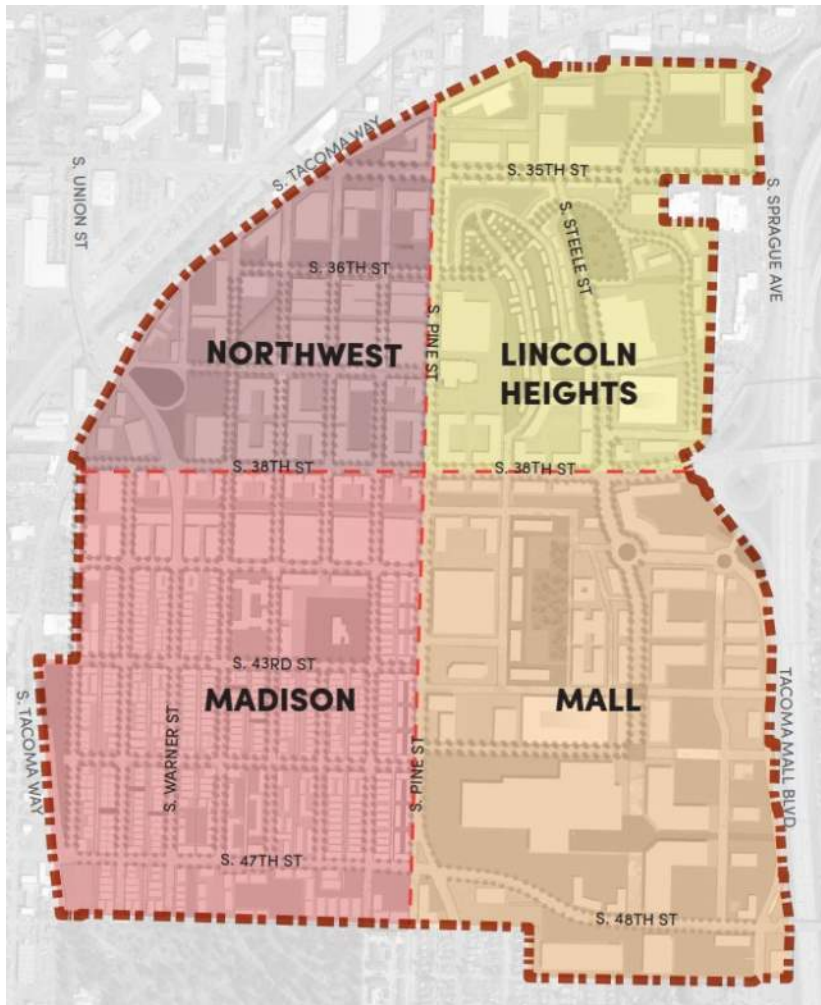 S. TACOMA WAY
S. UNION ST
S. 35TH ST
S. SPRAGUE AVE
S. STEELE ST
S. 36TH ST
S. PINE ST
NORTHWEST
LINCOLN
HEIGHTS
S. 38TH ST
S. 38TH ST
S. 43RD ST
MADISON
MALL
S. TACOMA WAY
S. WARNER ST
S. PINE ST
TACOMA MALL BLVD
S. 47TH ST
S. 48TH ST